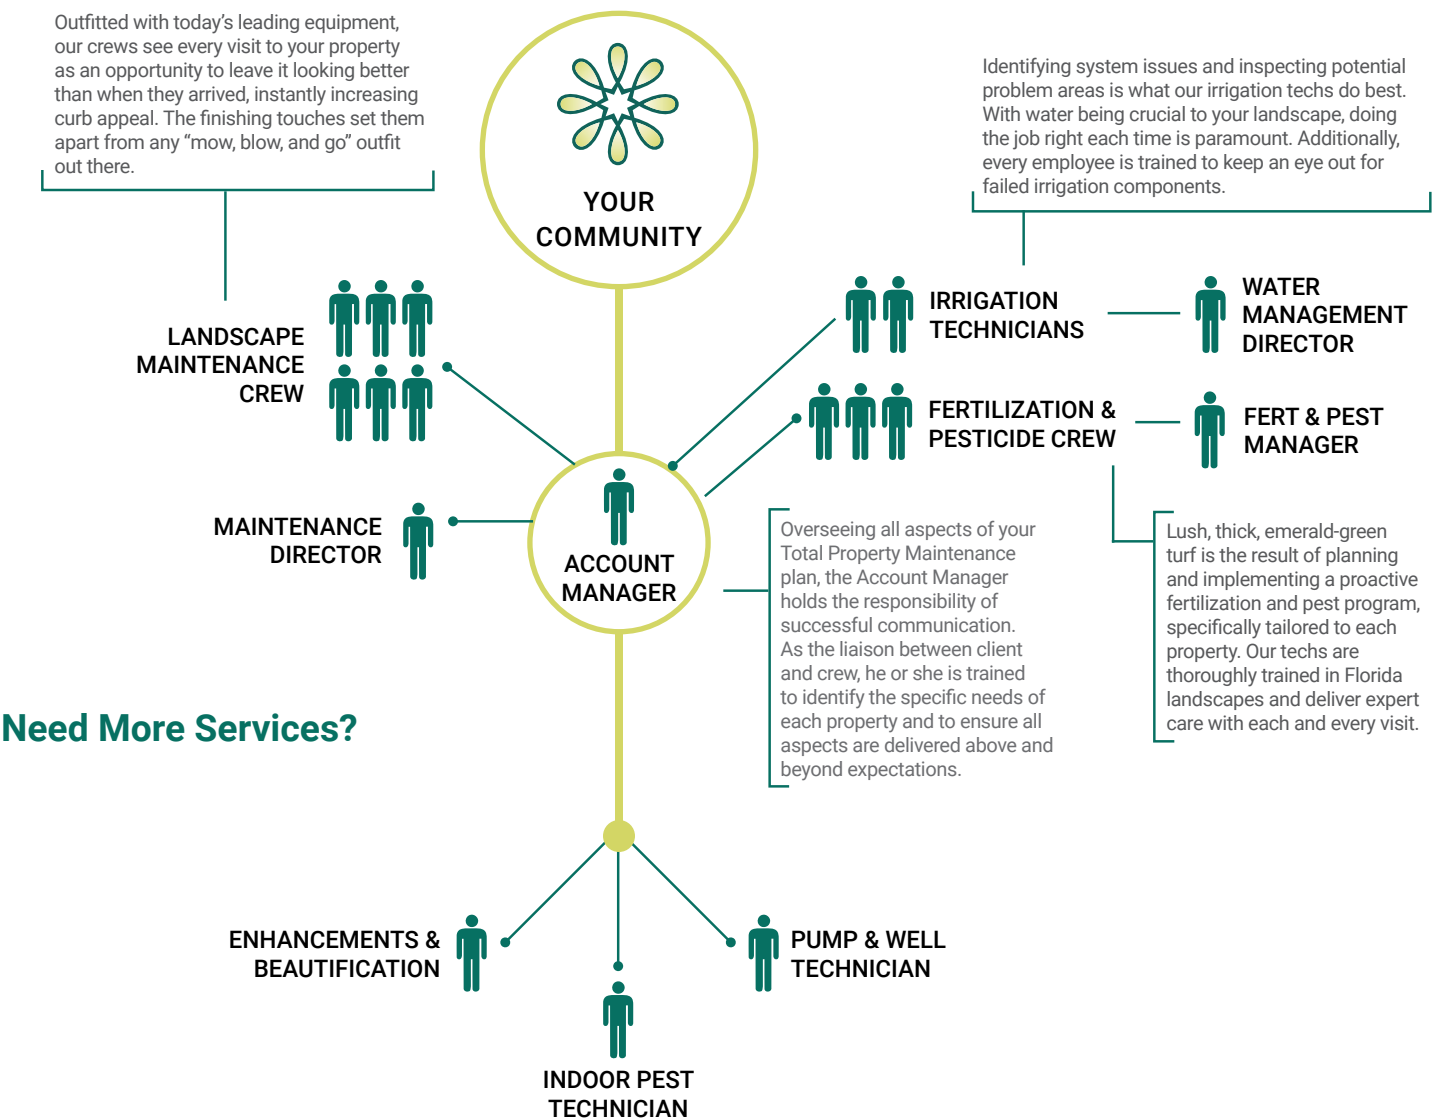 Outfitted with today’s leading equipment,
our crews see every visit to your property
as an opportunity to leave it looking better
than when they arrived, instantly increasing
curb appeal. The finishing touches set them
apart from any “mow, blow, and go” outfit
out there.
YOUR
COMMUNITY
Identifying system issues and inspecting potential
problem areas is what our irrigation techs do best.
With water being crucial to your landscape, doing
the job right each time is paramount. Additionally,
every employee is trained to keep an eye out for
failed irrigation components.
LANDSCAPE
MAINTENANCE
CREW
IRRIGATION
TECHNICIANS
WATER
MANAGEMENT
DIRECTOR
FERTILIZATION &
PESTICIDE CREW
FERT & PEST
MANAGER
MAINTENANCE
DIRECTOR
ACCOUNT
MANAGER
Overseeing all aspects of your
Total Property Maintenance
plan, the Account Manager
holds the responsibility of
successful communication.
As the liaison between client
and crew, he or she is trained
to identify the specific needs of
each property and to ensure all
aspects are delivered above and
beyond expectations.
Lush, thick, emerald-green
turf is the result of planning
and implementing a proactive
fertilization and pest program,
specifically tailored to each
property. Our techs are
thoroughly trained in Florida
landscapes and deliver expert
care with each and every visit.
Need More Services?
ENHANCEMENTS &
BEAUTIFICATION
PUMP & WELL
TECHNICIAN
INDOOR PEST
TECHNICIAN